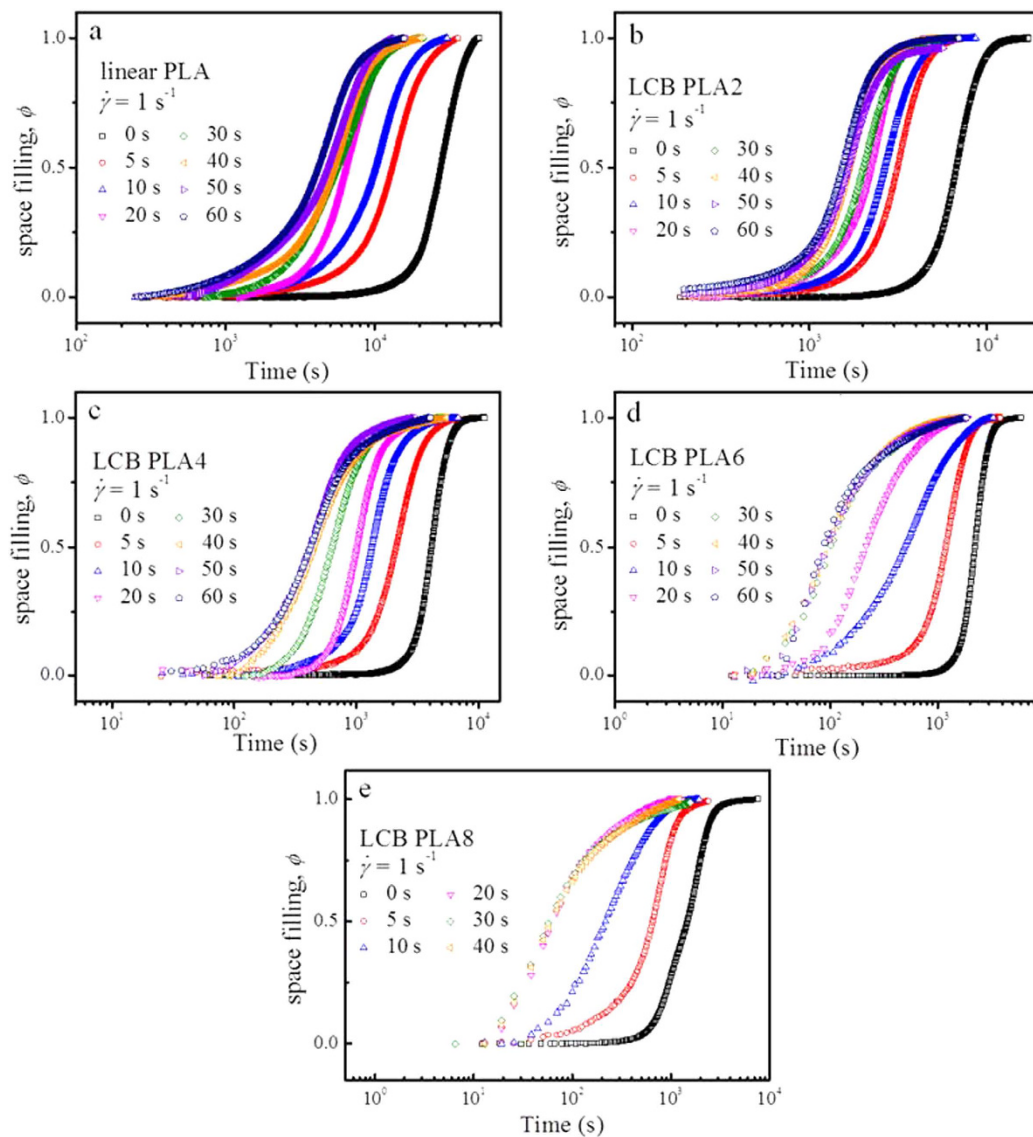 a
linear PLA
γ̇ = 1 s⁻¹
0 s 30 s
5 s 40 s
10 s 50 s
20 s 60 s
1.0
0.5
0.0
space filling, ϕ
10² 10³ 10⁴
Time (s)
b
LCB PLA2
γ̇ = 1 s⁻¹
0 s 30 s
5 s 40 s
10 s 50 s
20 s 60 s
1.0
0.5
0.0
space filling, ϕ
10² 10³ 10⁴
Time (s)
c
LCB PLA4
γ̇ = 1 s⁻¹
0 s 30 s
5 s 40 s
10 s 50 s
20 s 60 s
1.0
0.5
0.0
space filling, ϕ
10¹ 10² 10³ 10⁴
Time (s)
d
LCB PLA6
γ̇ = 1 s⁻¹
0 s 30 s
5 s 40 s
10 s 50 s
20 s 60 s
1.0
0.5
0.0
space filling, ϕ
10⁰ 10¹ 10² 10³
Time (s)
e
LCB PLA8
γ̇ = 1 s⁻¹
0 s 20 s
5 s 30 s
10 s 40 s
1.0
0.5
0.0
space filling, ϕ
10⁰ 10¹ 10² 10³ 10⁴
Time (s)